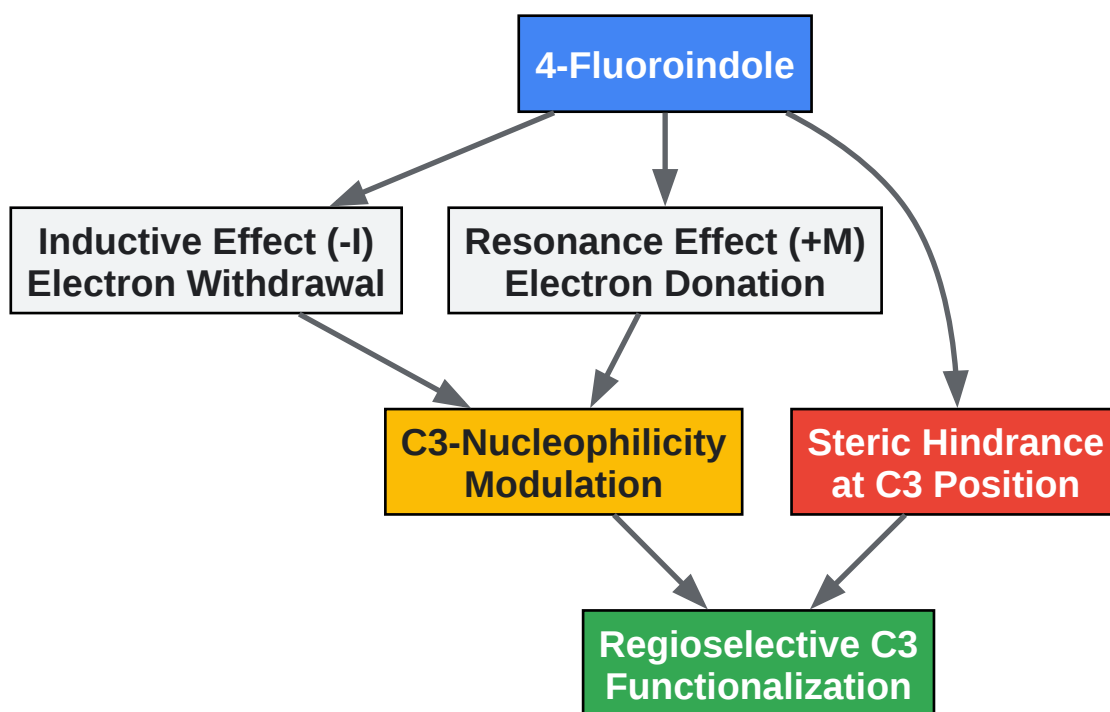 4-Fluoroindole
Inductive Effect (-I)
Electron Withdrawal
Resonance Effect (+M)
Electron Donation
C3-Nucleophilicity
Modulation
Steric Hindrance
at C3 Position
Regioselective C3
Functionalization